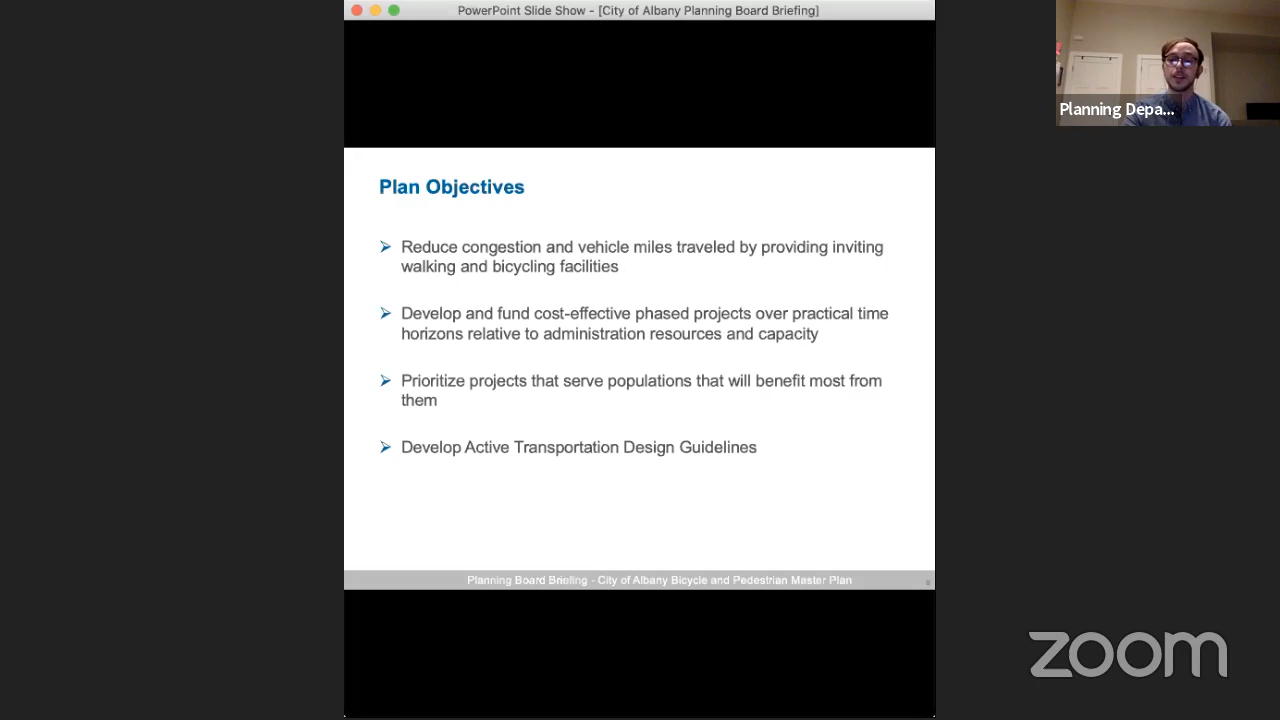 PowerPoint Slide Show - [City of Albany Planning Board Briefing]
Planning Depa...
Plan Objectives
Reduce congestion and vehicle miles traveled by providing inviting
walking and bicycling facilities
Develop and fund cost-effective phased projects over practical time
horizons relative to administration resources and capacity
Prioritize projects that serve populations that will benefit most from
them
Develop Active Transportation Design Guidelines
Planning Board Briefing - City of Albany Bicycle and Pedestrian Master Plan
zoom